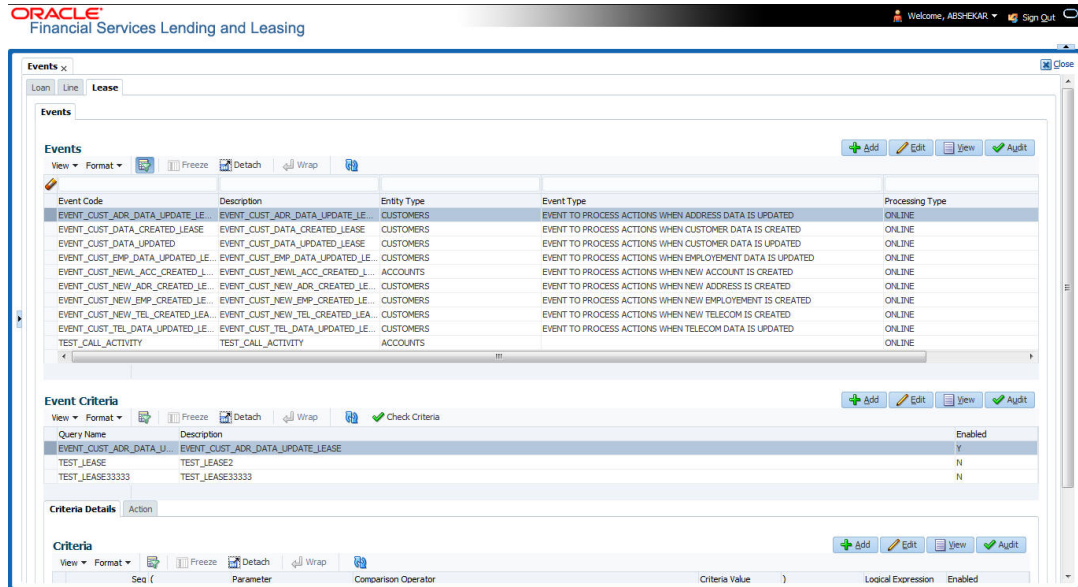 ORACLE
Financial Services Lending and Leasing
Welcome, ABSHEKAR Sign Out
Events x
Close
Loan Line Lease
Events
Events
Add Edit View Audit
View Format Freeze Detach Wrap
Event Code Description Entity Type Event Type Processing Type
EVENT_CUST_ADR_DATA_UPDATE_LE... EVENT_CUST_ADR_DATA_UPDATE_LE... CUSTOMERS EVENT TO PROCESS ACTIONS WHEN ADDRESS DATA IS UPDATED ONLINE
EVENT_CUST_DATA_CREATED_LEASE EVENT_CUST_DATA_CREATED_LEASE CUSTOMERS EVENT TO PROCESS ACTIONS WHEN CUSTOMER DATA IS CREATED ONLINE
EVENT_CUST_DATA_UPDATED EVENT_CUST_DATA_UPDATED_LEASE CUSTOMERS EVENT TO PROCESS ACTIONS WHEN CUSTOMER DATA IS UPDATED ONLINE
EVENT_CUST_EMP_DATA_UPDATED_LE... EVENT_CUST_EMP_DATA_UPDATED_LE... CUSTOMERS EVENT TO PROCESS ACTIONS WHEN EMPLOYEMENT DATA IS UPDATED ONLINE
EVENT_CUST_NEWL_ACC_CREATED_L... EVENT_CUST_NEWL_ACC_CREATED_L... ACCOUNTS EVENT TO PROCESS ACTIONS WHEN NEW ACCOUNT IS CREATED ONLINE
EVENT_CUST_NEW_ADR_CREATED_LE... EVENT_CUST_NEW_ADR_CREATED_LE... CUSTOMERS EVENT TO PROCESS ACTIONS WHEN NEW ADDRESS IS CREATED ONLINE
EVENT_CUST_NEW_EMP_CREATED_LE... EVENT_CUST_NEW_EMP_CREATED_LE... CUSTOMERS EVENT TO PROCESS ACTIONS WHEN NEW EMPLOYEMENT IS CREATED ONLINE
EVENT_CUST_NEW_TEL_CREATED_LEA... EVENT_CUST_NEW_TEL_CREATED_LEA... CUSTOMERS EVENT TO PROCESS ACTIONS WHEN NEW TELECOM IS CREATED ONLINE
EVENT_CUST_TEL_DATA_UPDATED_LE... EVENT_CUST_TEL_DATA_UPDATED_LE... CUSTOMERS EVENT TO PROCESS ACTIONS WHEN TELECOM DATA IS UPDATED ONLINE
TEST_CALL_ACTIVITY TEST_CALL_ACTIVITY ACCOUNTS ONLINE
Event Criteria
Add Edit View Audit
View Format Freeze Detach Wrap Check Criteria
Query Name Description Enabled
EVENT_CUST_ADR_DATA_U... EVENT_CUST_ADR_DATA_UPDATE_LEASE Y
TEST_LEASE TEST_LEASE2 N
TEST_LEASE33333 TEST_LEASE33333 N
Criteria Details Action
Criteria
Add Edit View Audit
View Format Freeze Detach Wrap
Seq ( Parameter Comparison Operator Criteria Value ) Logical Expression Enabled